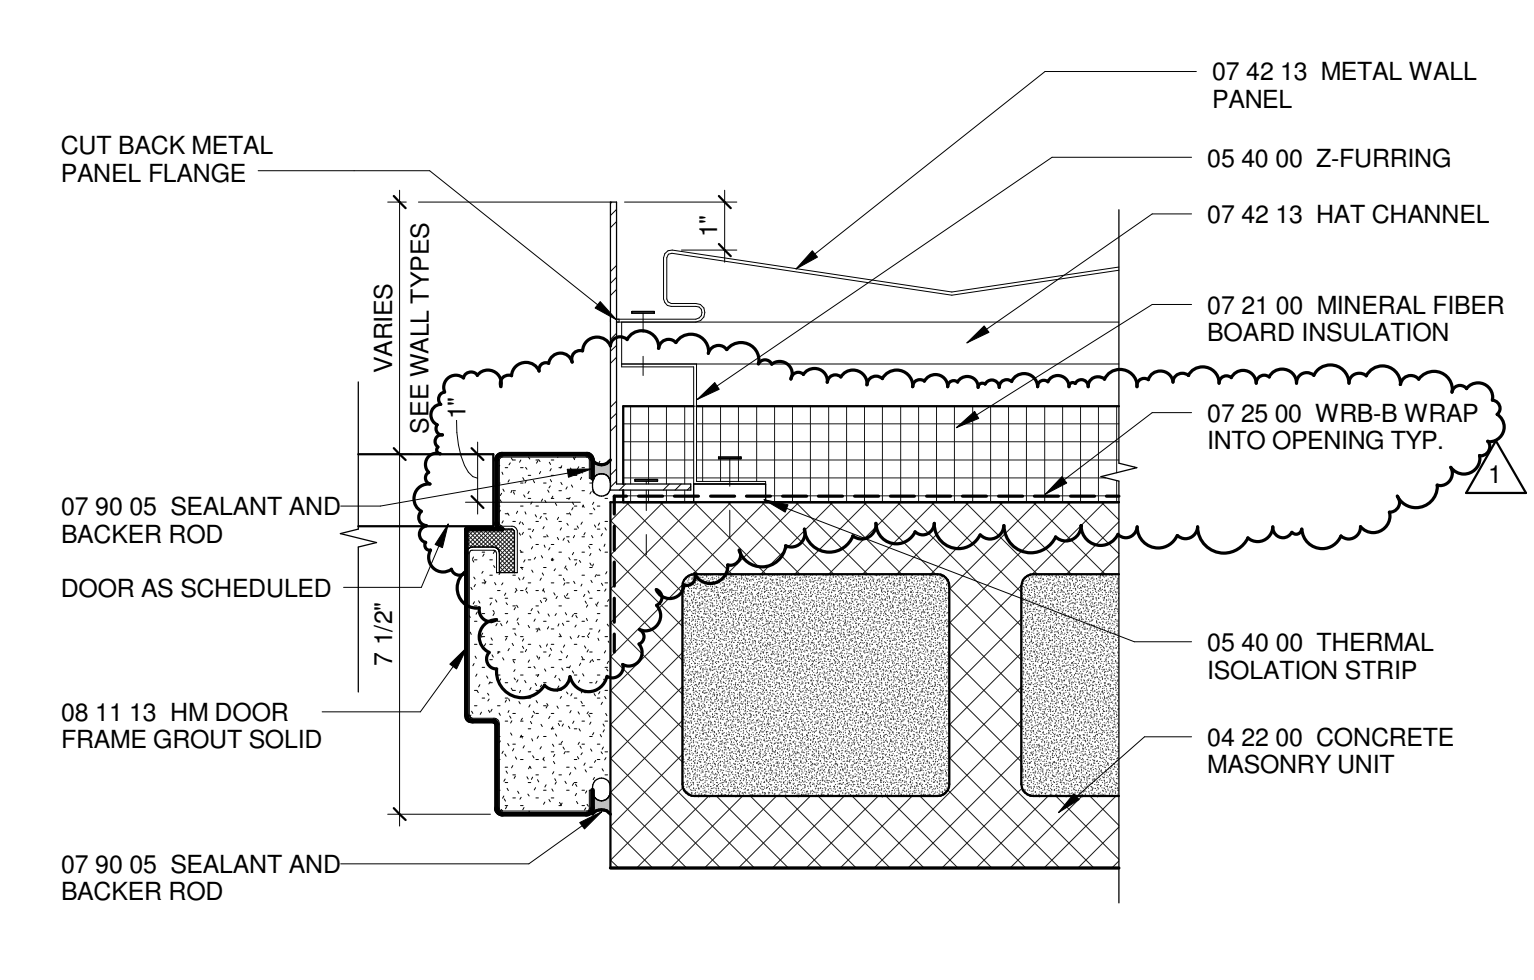 07 42 13 METAL WALL
PANEL
CUT BACK METAL
PANEL FLANGE
05 40 00 Z-FURRING
07 42 13 HAT CHANNEL
1"
VARIES
SEE WALL TYPES
07 21 00 MINERAL FIBER
BOARD INSULATION
1"
07 25 00 WRB-B WRAP
INTO OPENING TYP.
1
07 90 05 SEALANT AND
BACKER ROD
DOOR AS SCHEDULED
7 1/2"
05 40 00 THERMAL
ISOLATION STRIP
08 11 13 HM DOOR
FRAME GROUT SOLID
04 22 00 CONCRETE
MASONRY UNIT
07 90 05 SEALANT AND
BACKER ROD